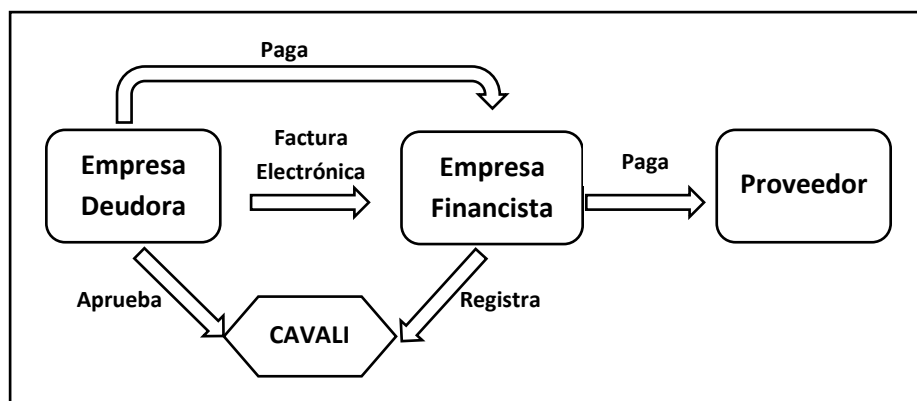 Paga
Factura
Electrónica
Empresa
Deudora
Empresa
Financista
Paga
Proveedor
Aprueba
CAVALI
Registra